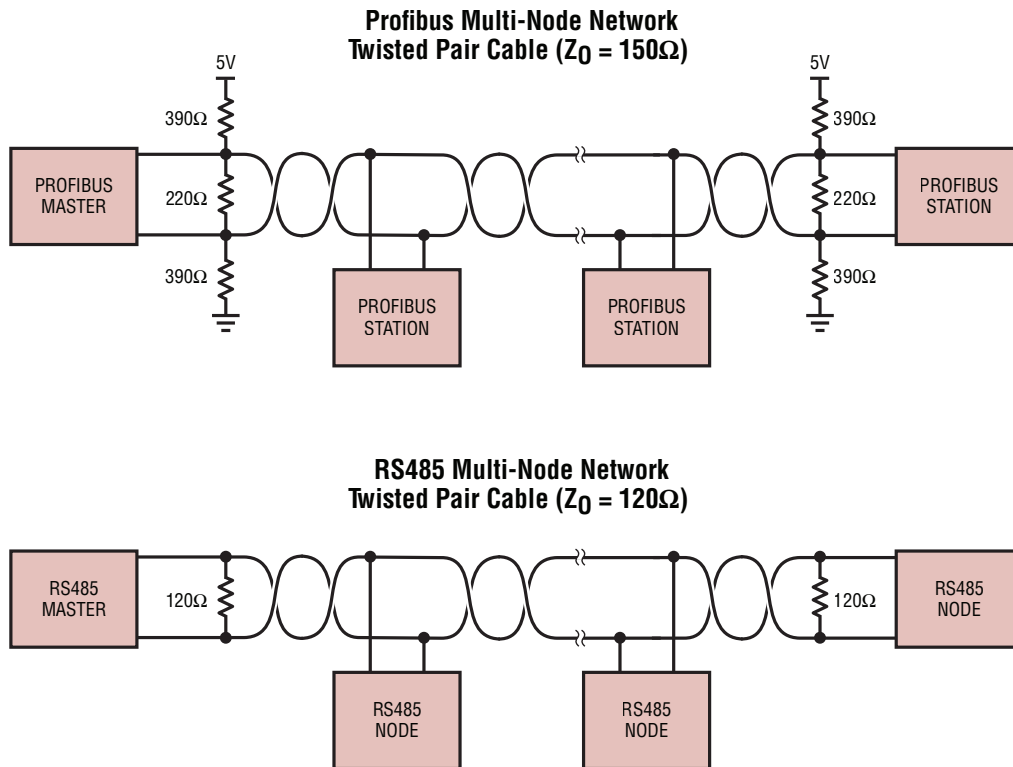 Profibus Multi-Node Network
Twisted Pair Cable (Z0 = 150Ω)
5V
5V
390Ω
390Ω
PROFIBUS
MASTER
220Ω
220Ω
PROFIBUS
STATION
390Ω
390Ω
PROFIBUS
STATION
PROFIBUS
STATION
RS485 Multi-Node Network
Twisted Pair Cable (Z0 = 120Ω)
RS485
MASTER
120Ω
120Ω
RS485
NODE
RS485
NODE
RS485
NODE